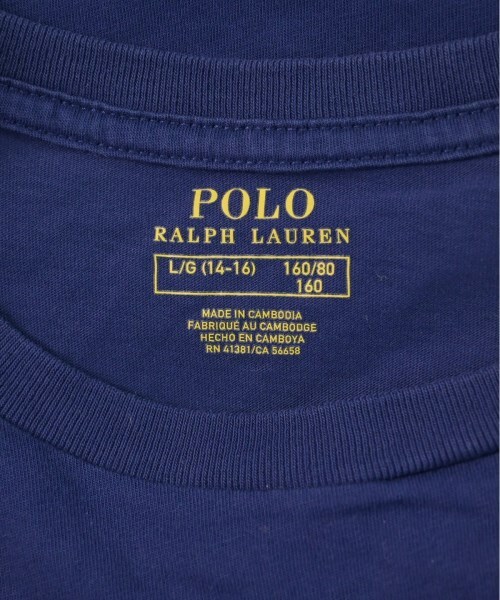 POLO
RALPH LAUREN
L/G (14-16) 160/80
160
MADE IN CAMBODIA
FABRIQUÉ AU CAMBODGE
HECHO EN CAMBOYA
RN 41381/CA 56658